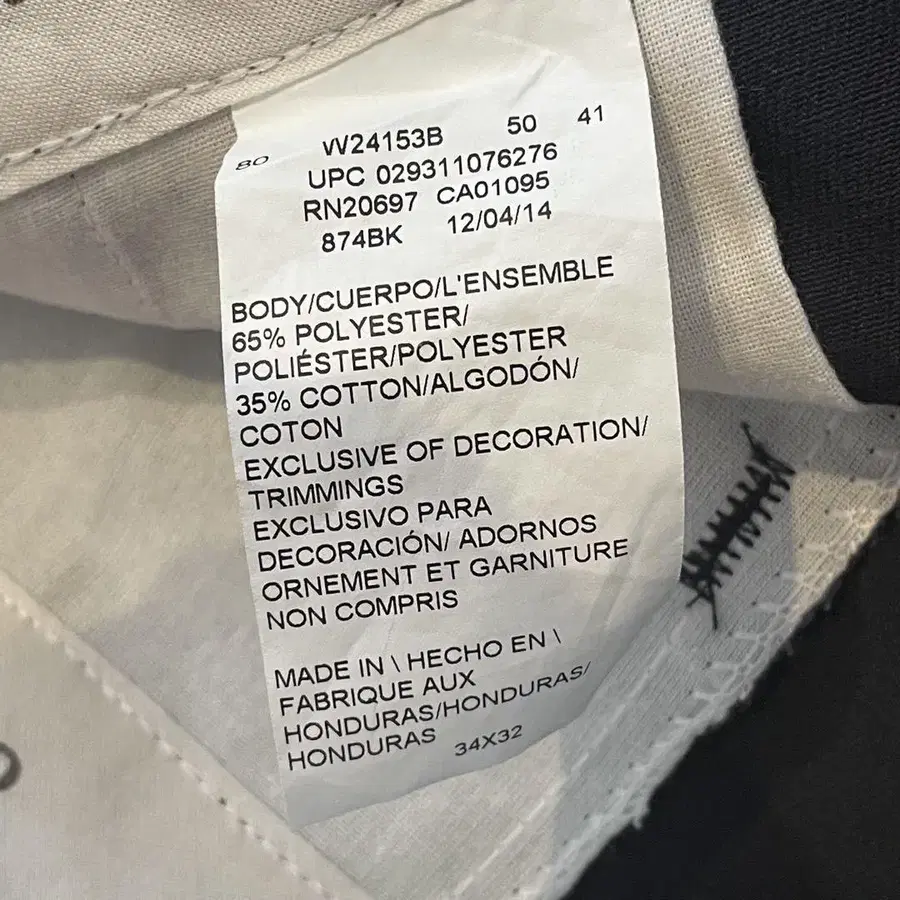 80 VV24153B 50 41
UPC 029311076276
RN20697 CA01095
874BK 12/04/14
BODY/CUERPO/L'ENSEMBLE
65% POLYESTER/
POLIÉSTER/POLYESTER
35% COTTON/ALGODÓN/
COTON
EXCLUSIVE OF DECORATION/
TRIMMINGS
EXCLUSIVO PARA
DECORACIÓN/ ADORNOS
ORNEMENT ET GARNITURE
NON COMPRIS
MADE IN \ HECHO EN \
FABRIQUE AUX
HONDURAS/HONDURAS/
HONDURAS 34X32